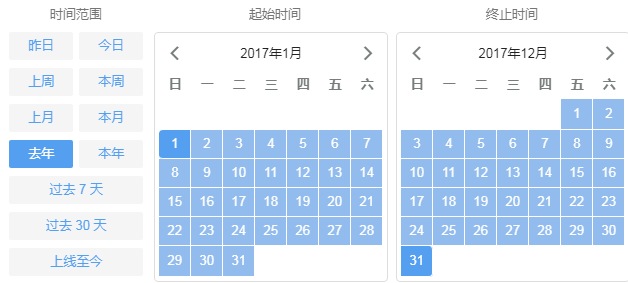 时间范围
昨日 今日
上周 本周
上月 本月
去年 本年
过去 7 天
过去 30 天
上线至今
起始时间
2017年1月
日 一 二 三 四 五 六
1 2 3 4 5 6 7
8 9 10 11 12 13 14
15 16 17 18 19 20 21
22 23 24 25 26 27 28
29 30 31
终止时间
2017年12月
日 一 二 三 四 五 六
1 2
3 4 5 6 7 8 9
10 11 12 13 14 15 16
17 18 19 20 21 22 23
24 25 26 27 28 29 30
31